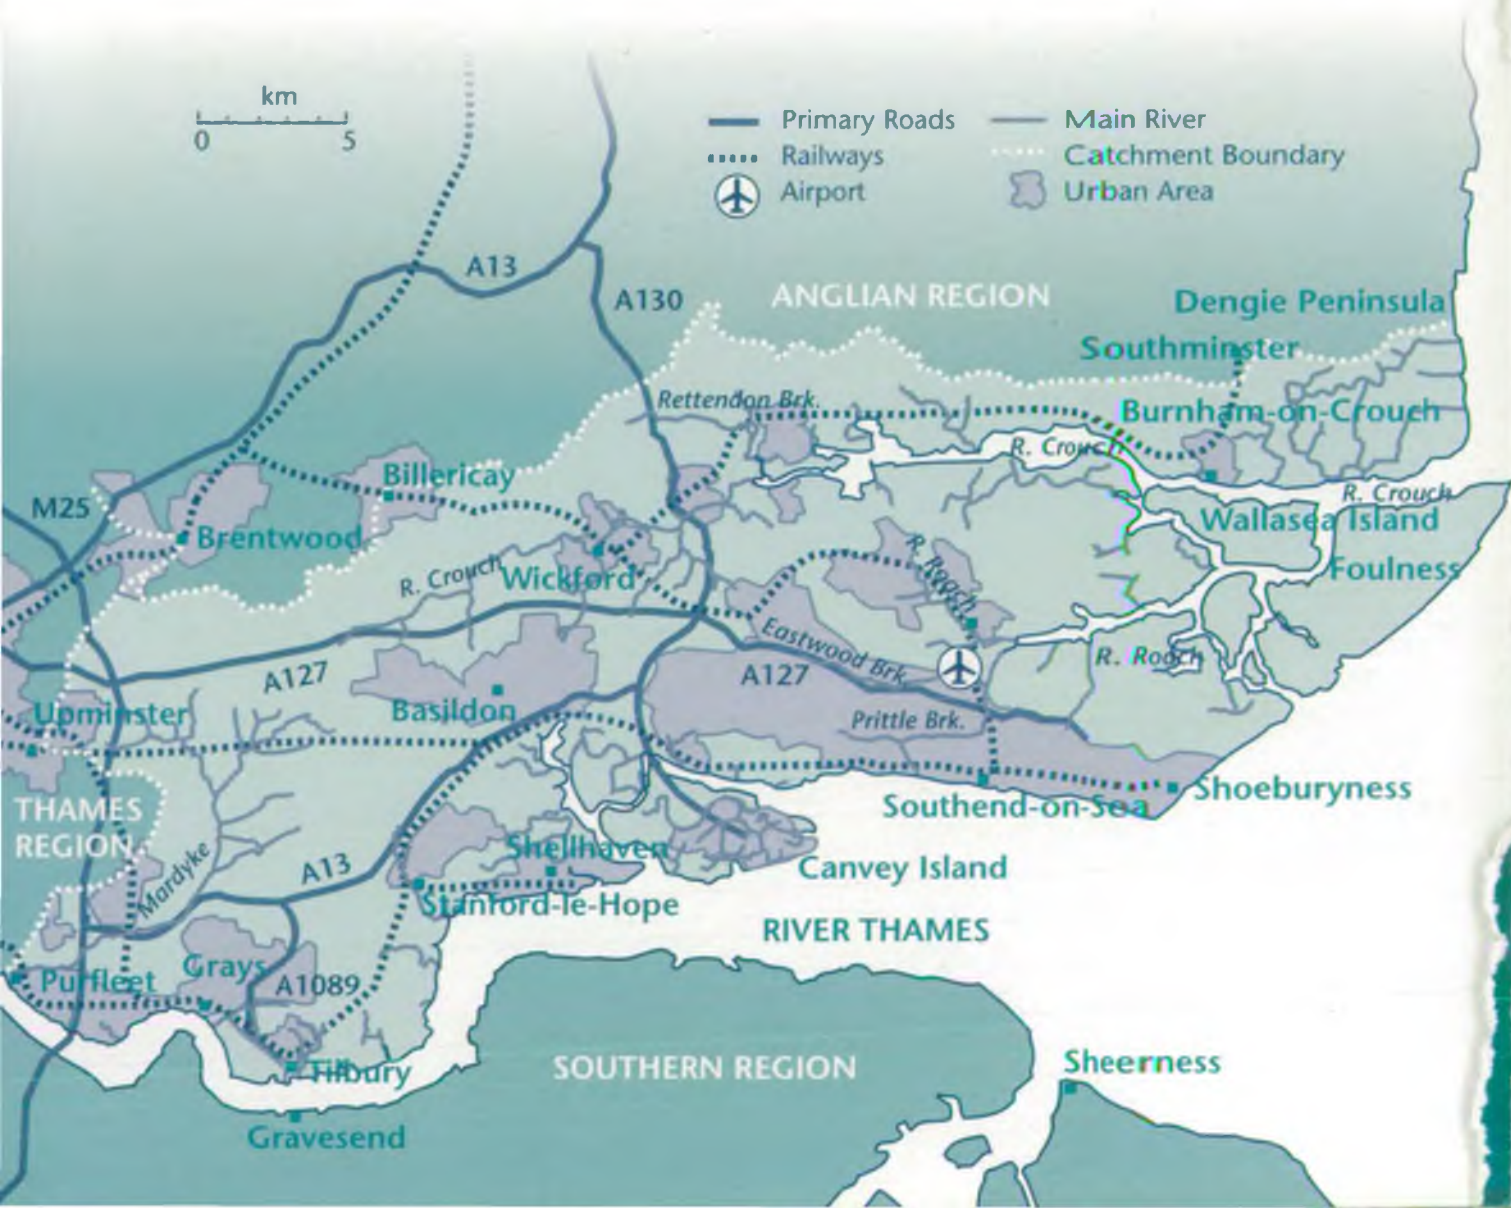 km
0 5
Primary Roads
Railways
Airport
Main River
Catchment Boundary
Urban Area
A13
A130
ANGLIAN REGION
Dengie Peninsula
Southminster
Rettendon Brk.
Burnham-on-Crouch
R. Crouch
Billericay
R. Crouch
M25
Wallasea Island
Brentwood
R. Roach
Foulness
R. Crouch
Wickford
Eastwood Brk.
R. Roach
A127
A127
Basildon
Upminster
Prittle Brk.
Shoeburyness
Southend-on-Sea
THAMES
REGION
Mardyke
A13
Shellhaven
Canvey Island
Stanford-le-Hope
RIVER THAMES
Purfleet
Grays
A1089
Tilbury
SOUTHERN REGION
Sheerness
Gravesend